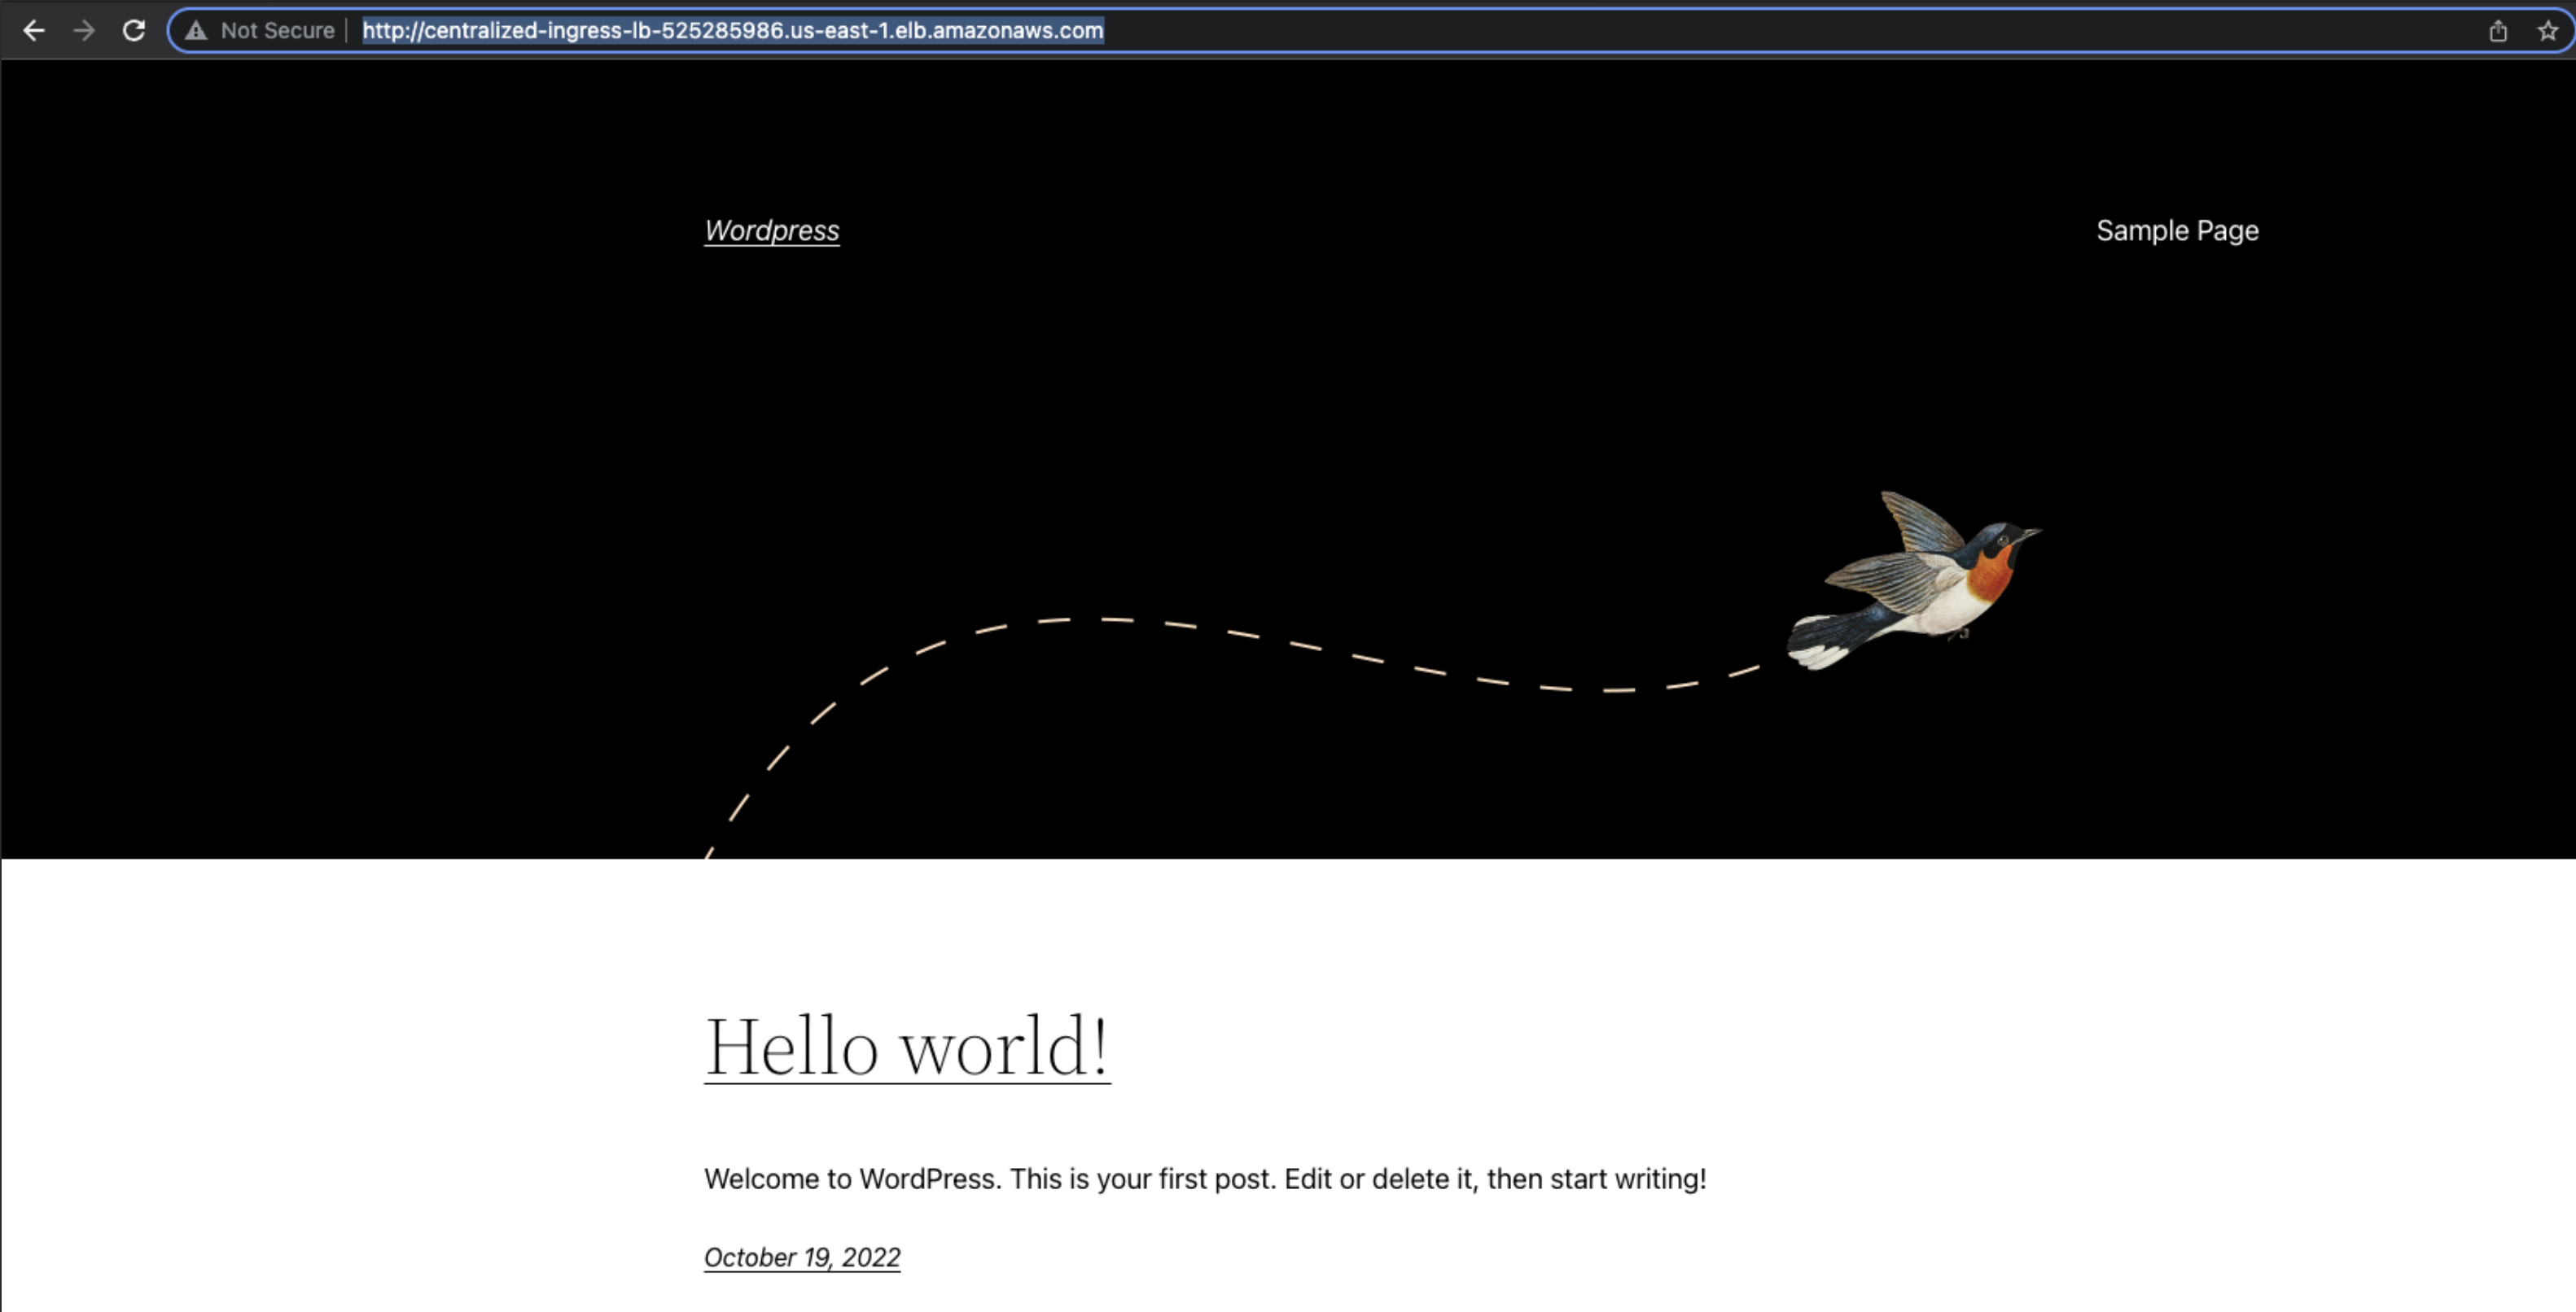 Not Secure
http://centralized-ingress-lb-525285986.us-east-1.elb.amazonaws.com
Wordpress
Sample Page
Hello world!
Welcome to WordPress. This is your first post. Edit or delete it, then start writing!
October 19, 2022